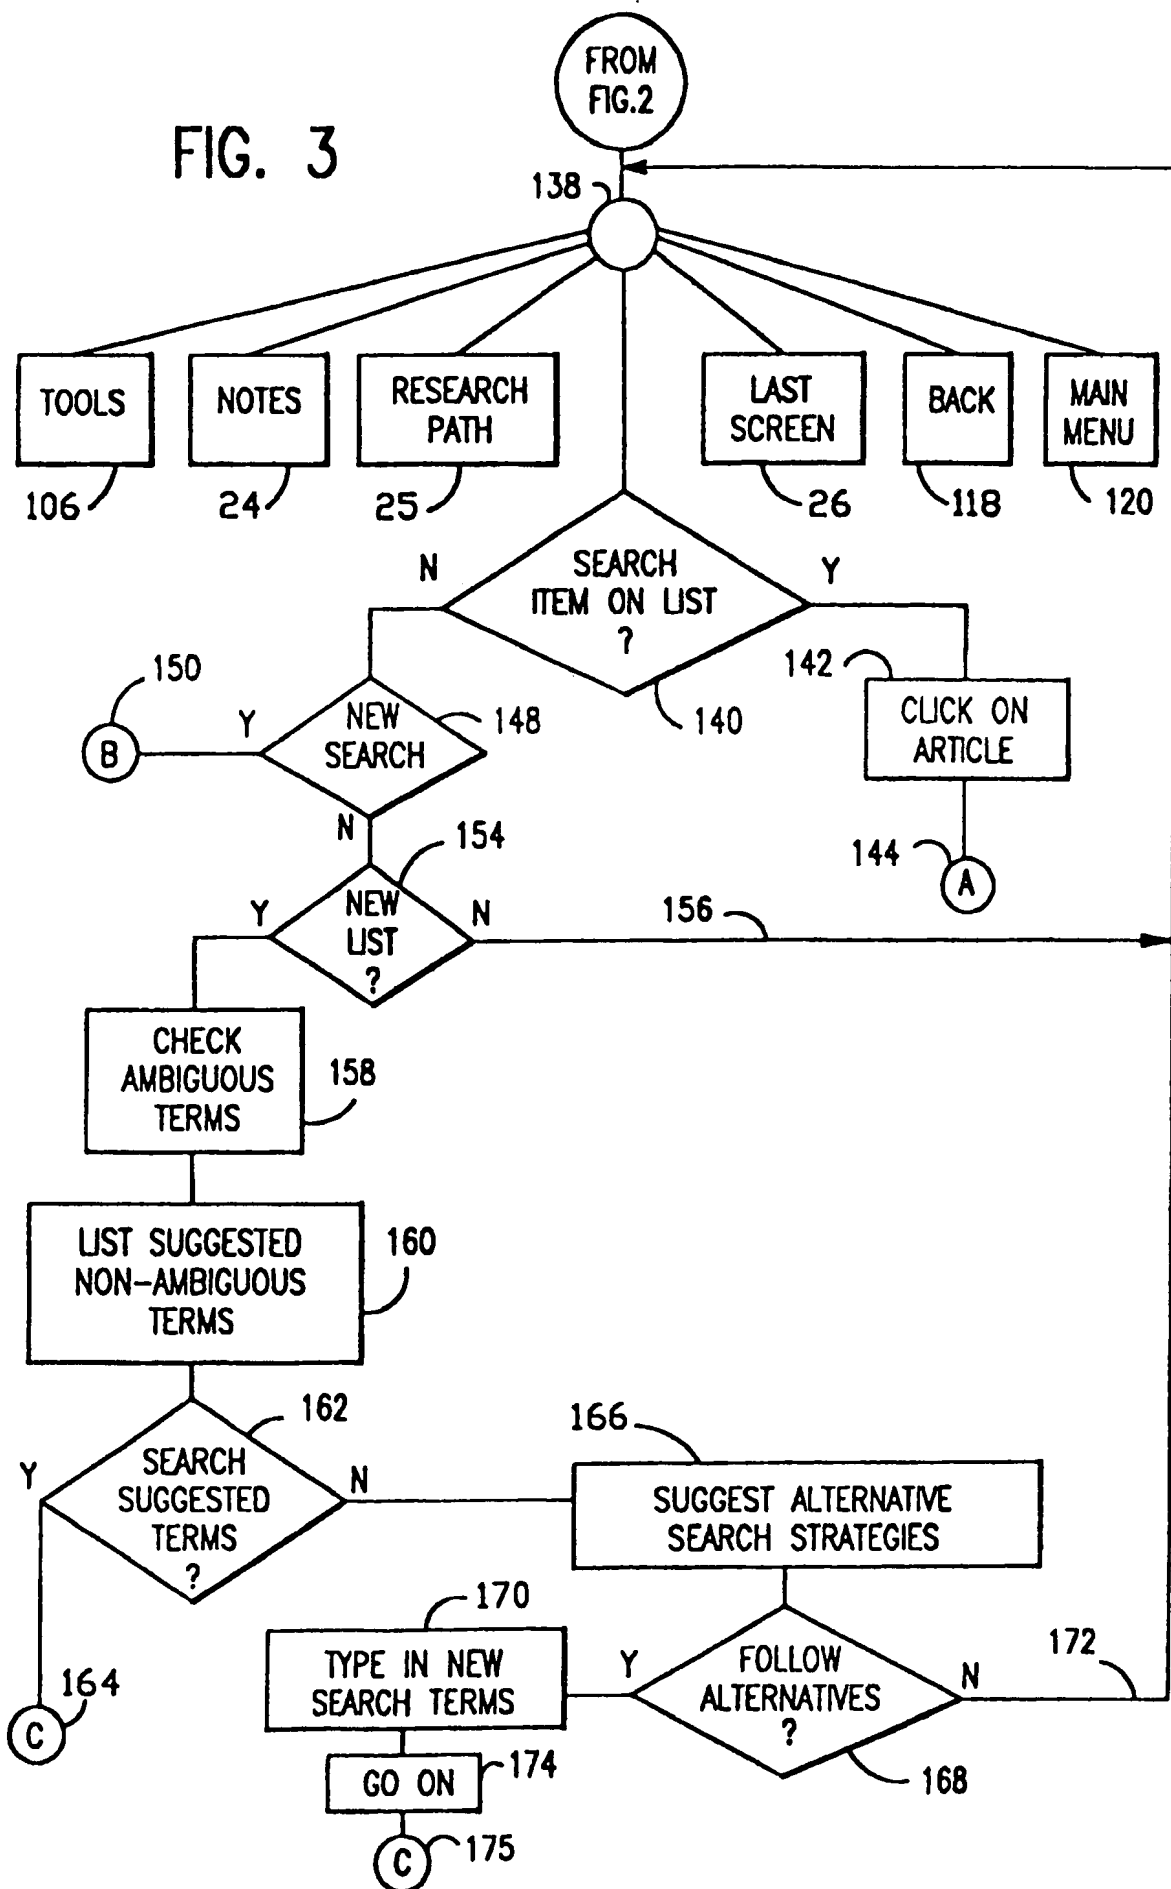 FROM
FIG.2
FIG. 3
138
TOOLS
NOTES
RESEARCH
PATH
LAST
SCREEN
BACK
MAIN
MENU
106
24
25
26
118
120
N
SEARCH
ITEM ON LIST
?
Y
140
142
CLICK ON
ARTICLE
144
A
150
B
Y
NEW
SEARCH
148
N
154
Y
NEW
LIST
?
N
156
CHECK
AMBIGUOUS
TERMS
158
LIST SUGGESTED
NON-AMBIGUOUS
TERMS
160
162
Y
SEARCH
SUGGESTED
TERMS
?
N
164
C
166
SUGGEST ALTERNATIVE
SEARCH STRATEGIES
170
TYPE IN NEW
SEARCH TERMS
Y
FOLLOW
ALTERNATIVES
?
N
172
168
GO ON
174
C
175